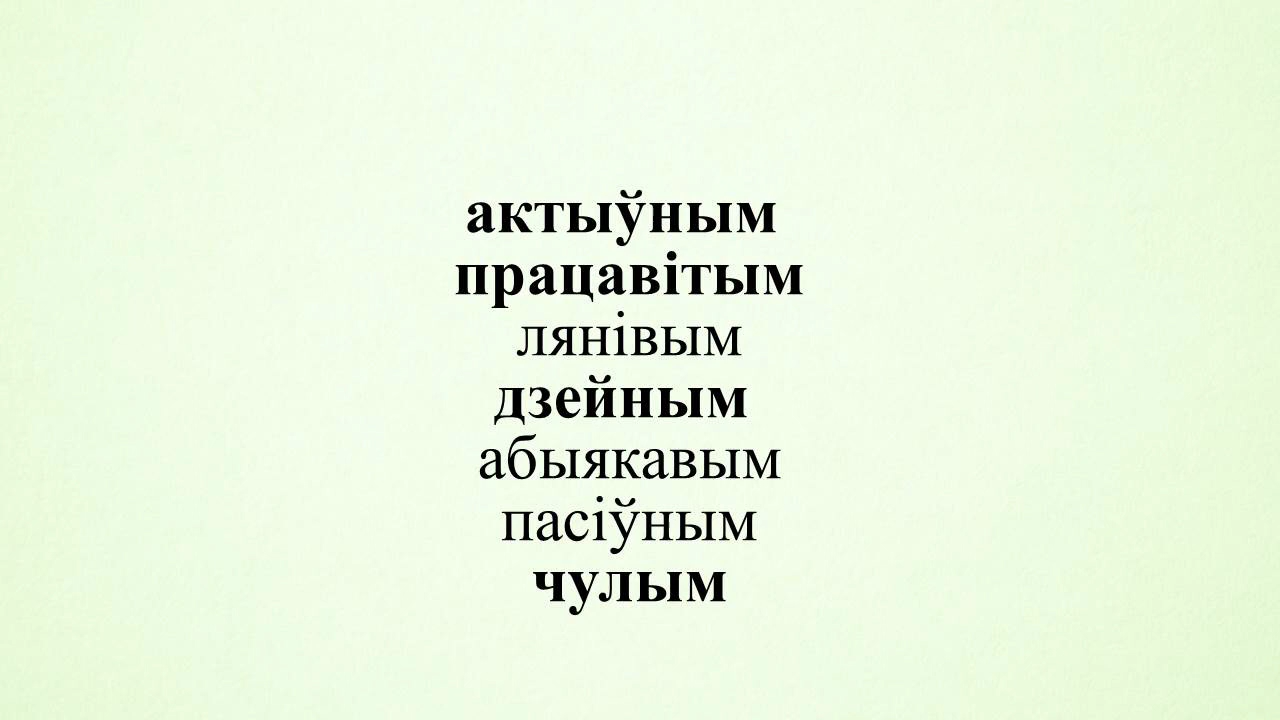 актыўным
працавітым
лянівым
дзейным
абыякавым
пасіўным
чулым